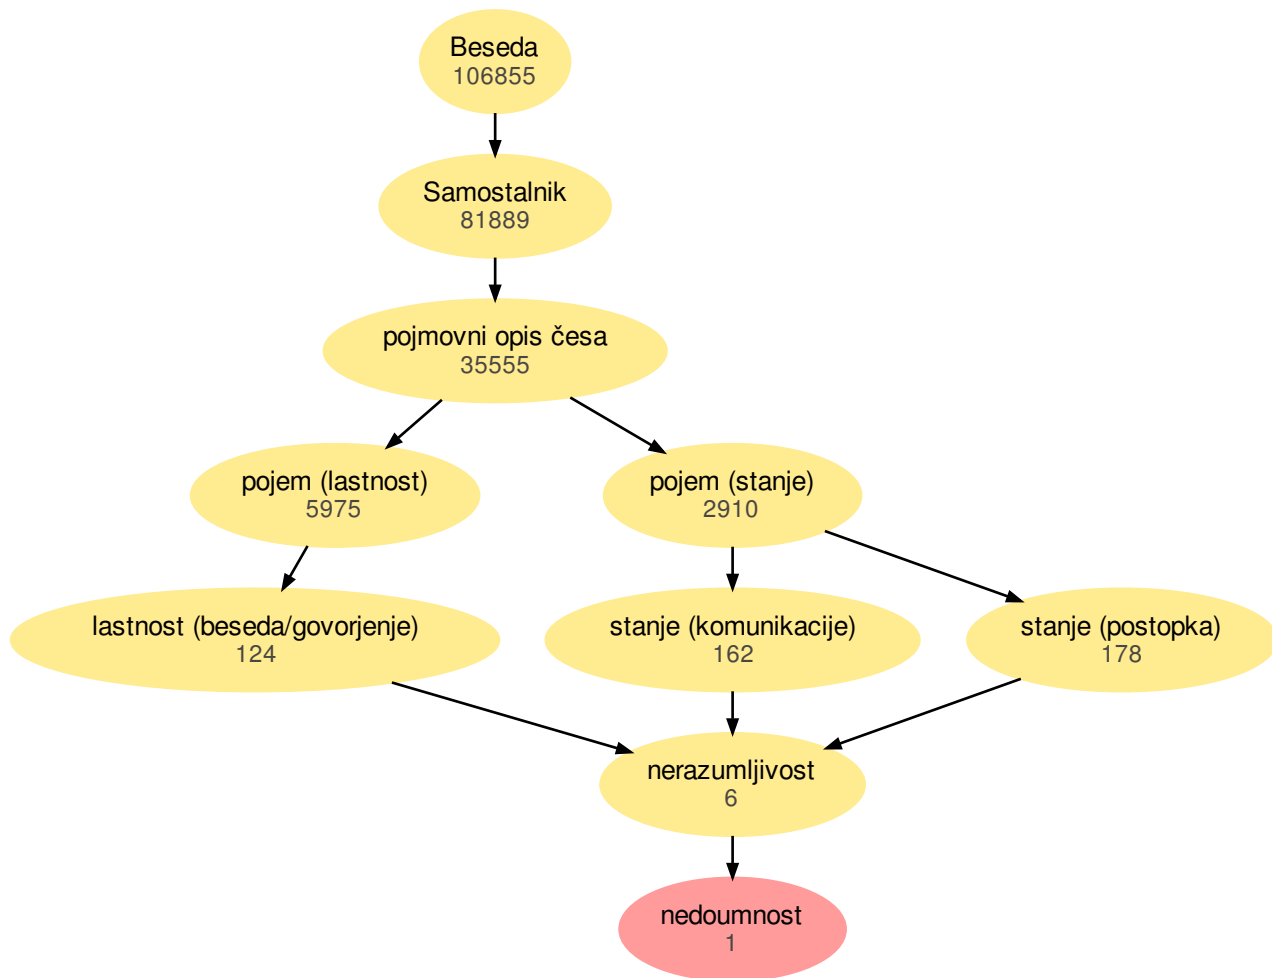 Beseda
106855
Samostalnik
81889
pojmovni opis česa
35555
pojem (lastnost)
5975
pojem (stanje)
2910
lastnost (beseda/govorjenje)
124
stanje (komunikacije)
162
stanje (postopka)
178
nerazumljivost
6
nedoumnost
1